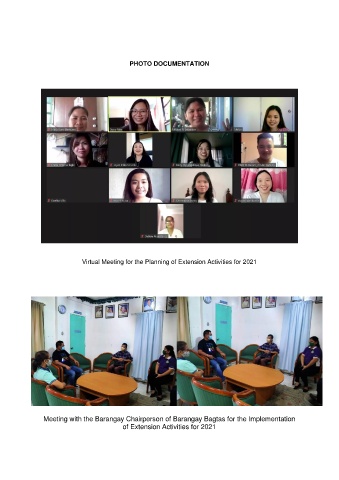 PHOTO DOCUMENTATION
Virtual Meeting for the Planning of Extension Activities for 2021
Meeting with the Barangay Chairperson of Barangay Bagtas for the Implementation
of Extension Activities for 2021